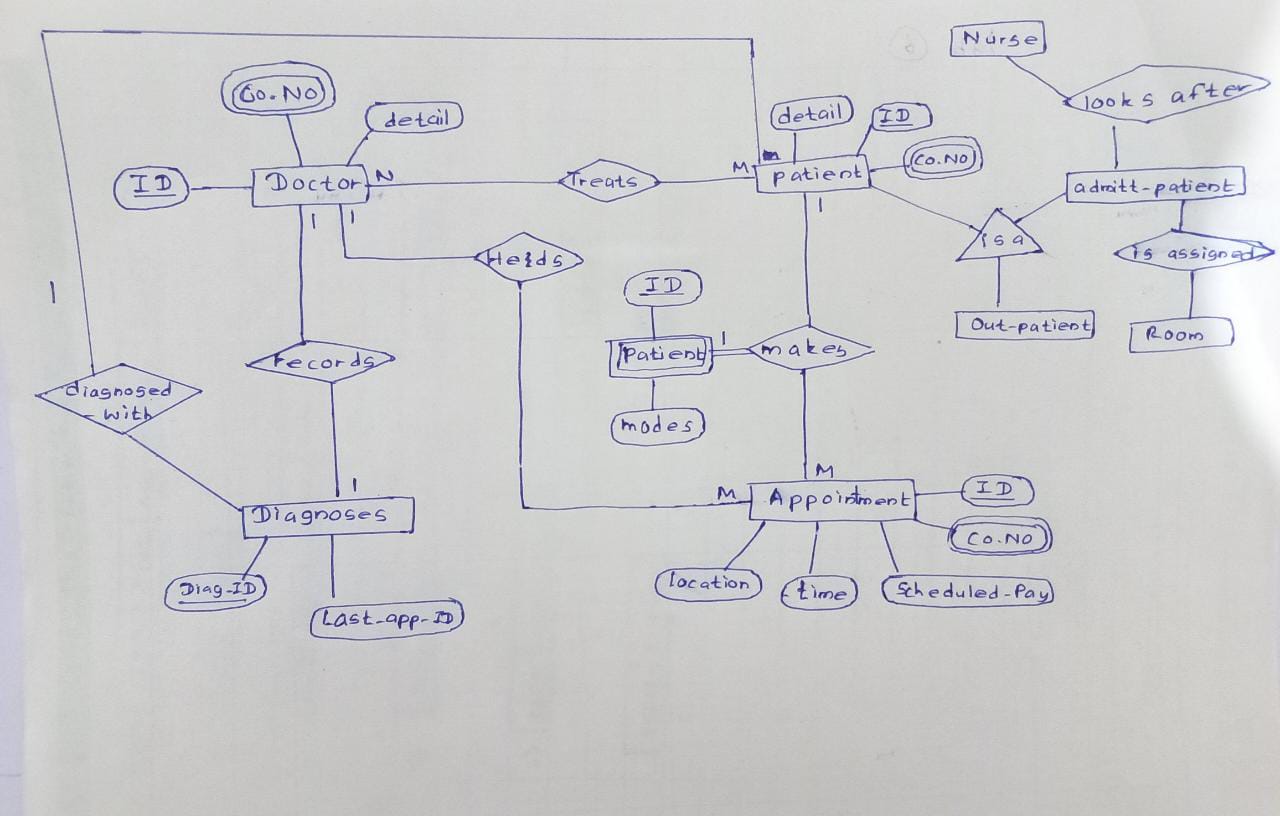 Nurse
looks after
Co.No
detail
detail
ID
Co.No
ID
Doctor
N
Treats
M
m
patient
admitt-patient
1
1
1
is a
is assigned
Helds
1
ID
Out-patient
Room
records
Patient
1
makes
diagnosed
-with
modes
1
M
M
Appointment
ID
Diagnoses
Co.No
Diag-ID
location
time
Scheduled-Pay
Last-app-ID